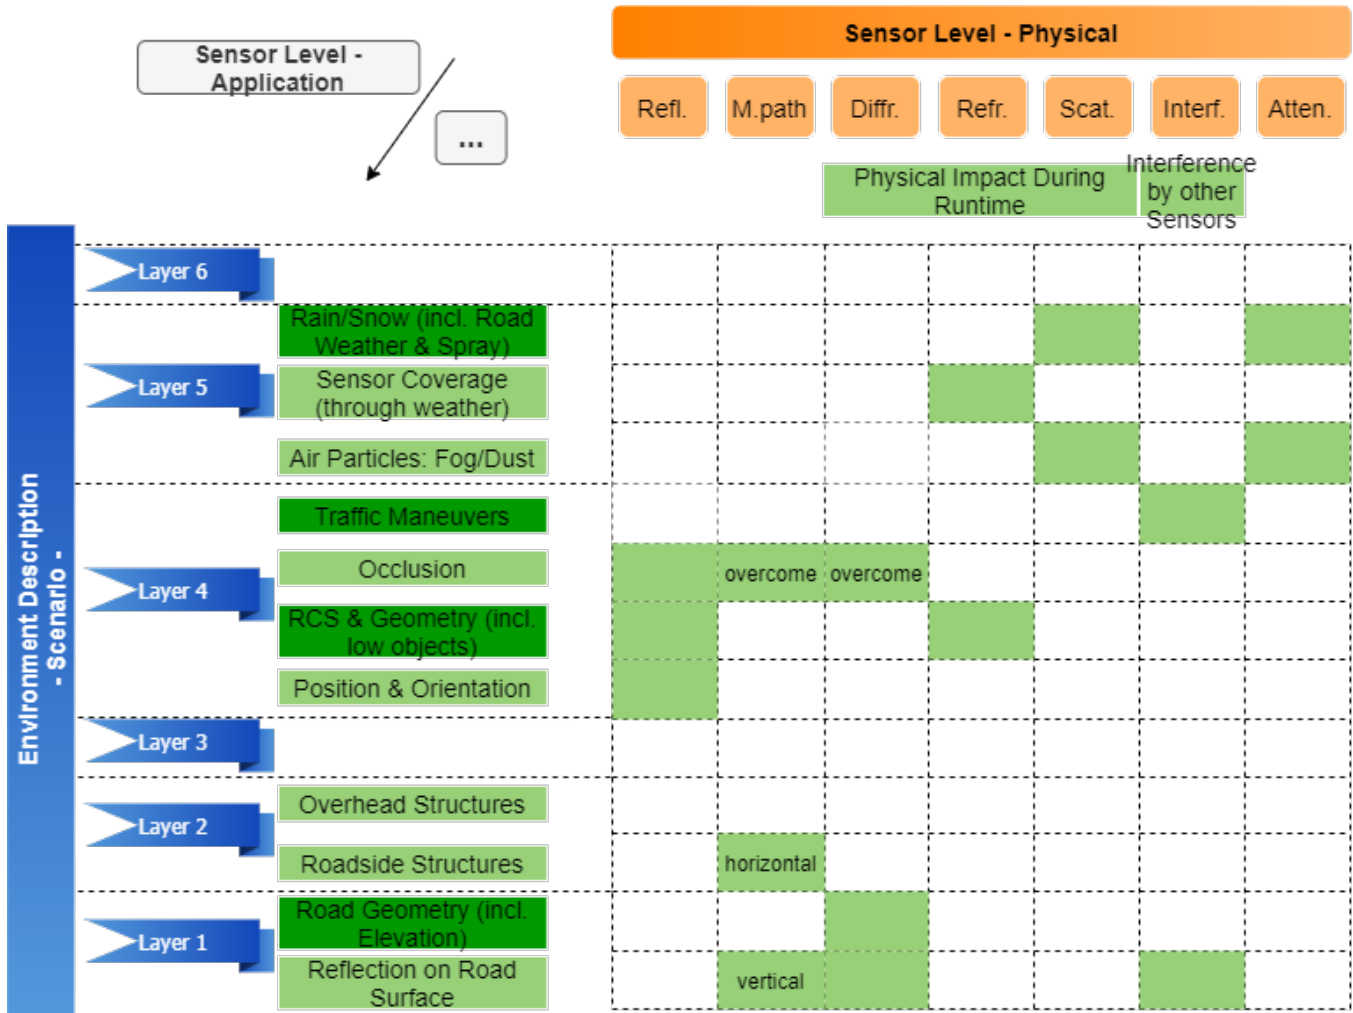 Sensor Level - Physical
Sensor Level -
Application
...
Refl.
M.path
Diffr.
Refr.
Scat.
Interf.
Atten.
Physical Impact During
Runtime
Interference
by other
Sensors
Environment Description
- Scenario -
Layer 6
Rain/Snow (incl. Road
Weather & Spray)
Layer 5
Sensor Coverage
(through weather)
Air Particles: Fog/Dust
Traffic Maneuvers
Layer 4
Occlusion
overcome
overcome
RCS & Geometry (incl.
low objects)
Position & Orientation
Layer 3
Layer 2
Overhead Structures
Roadside Structures
horizontal
Layer 1
Road Geometry (incl.
Elevation)
Reflection on Road
Surface
vertical